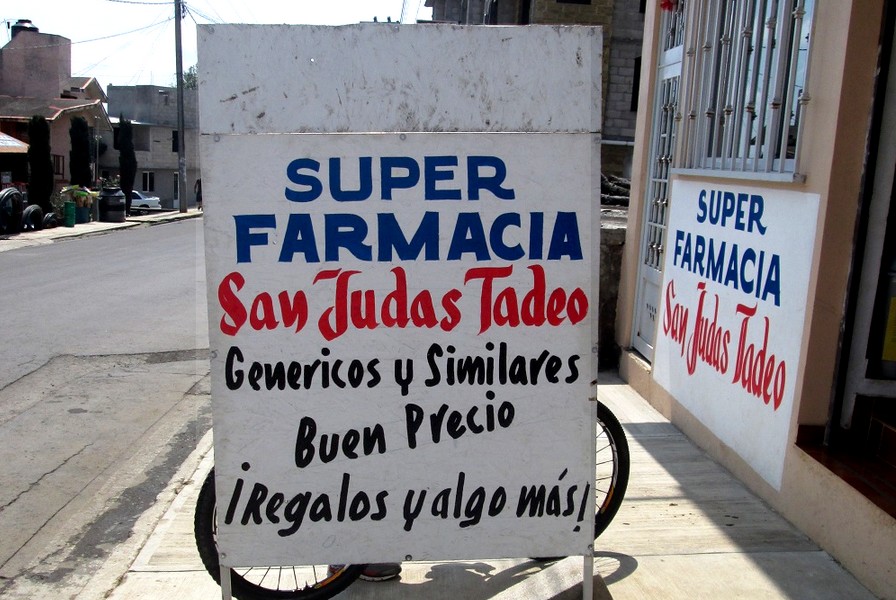 SUPER
FARMACIA
San Judas Tadeo
Genericos y Similares
Buen Precio
¡Regalos y algo más!
SUPER
FARMACIA
San Judas Tadeo